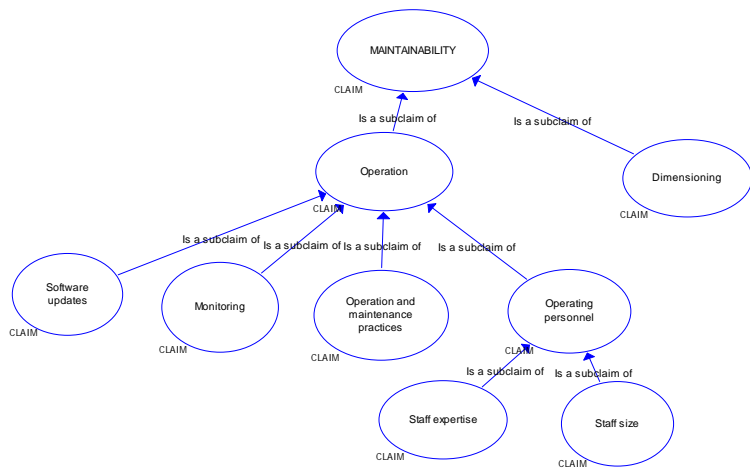 MAINTAINABILITY
CLAIM
Is a subclaim of
Is a subclaim of
Operation
CLAIM
Dimensioning
CLAIM
Is a subclaim of
Is a subclaim of
Is a subclaim of
Is a subclaim of
Software
updates
CLAIM
Monitoring
CLAIM
Operation and
maintenance
practices
CLAIM
Operating
personnel
CLAIM
Is a subclaim of
Is a subclaim of
Staff expertise
CLAIM
Staff size
CLAIM